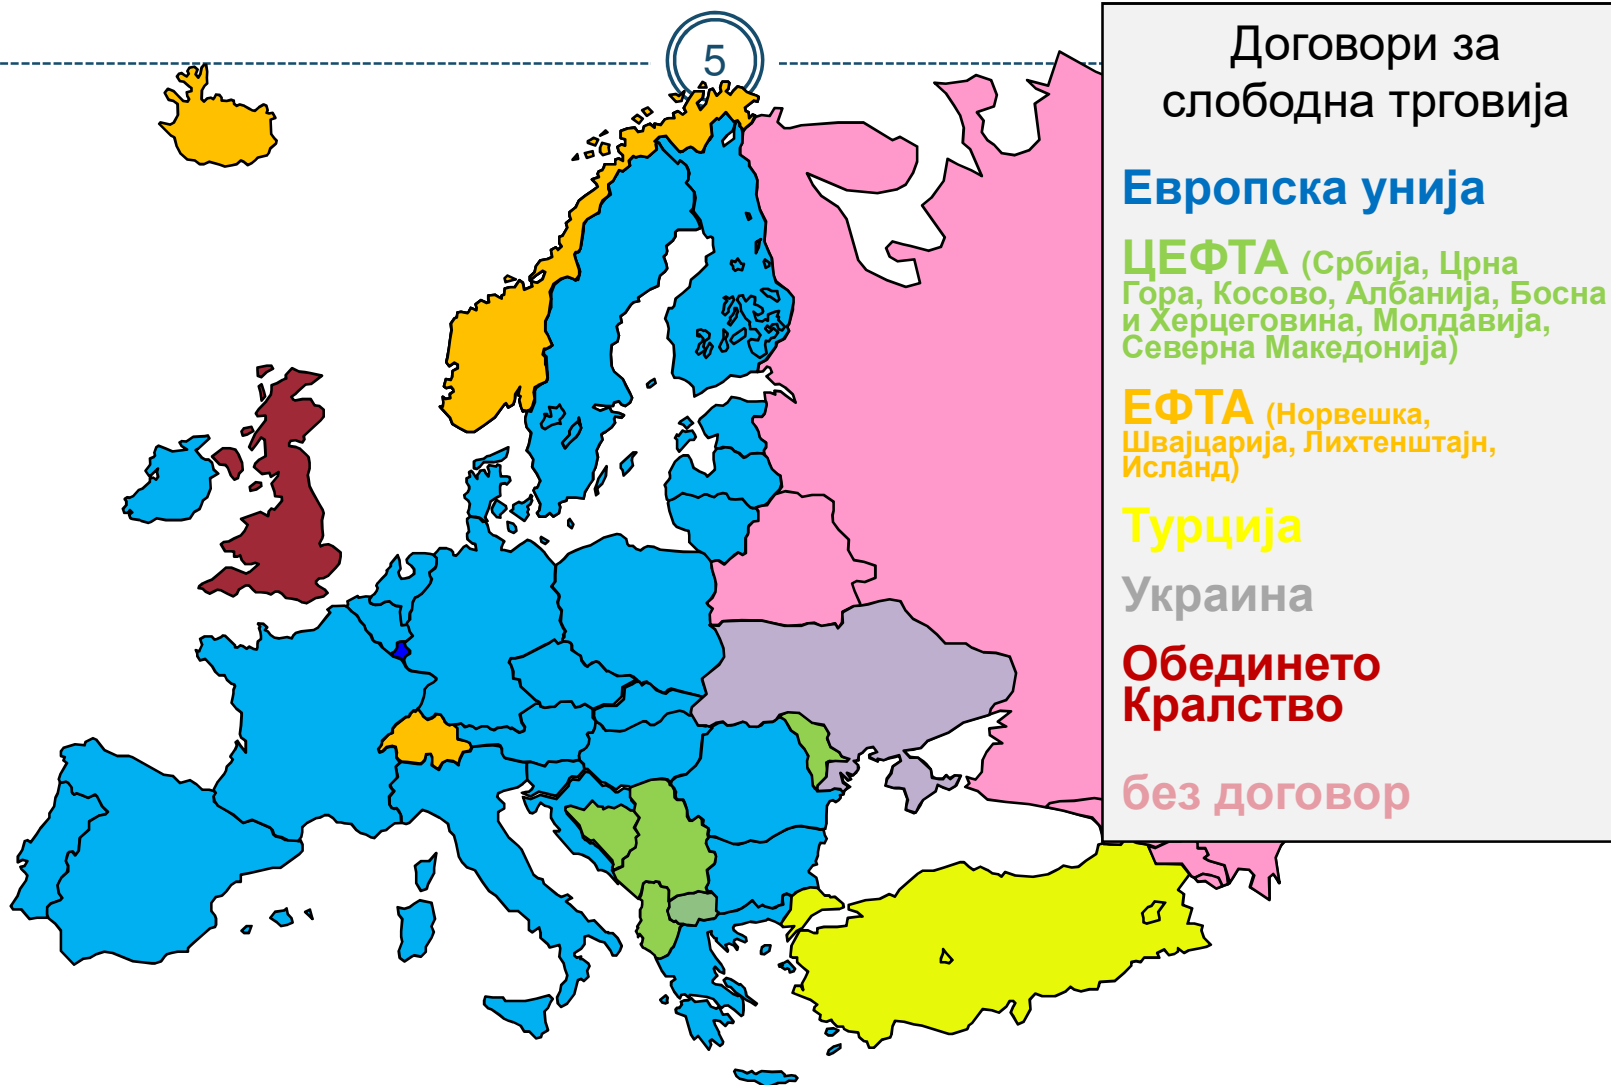 5
Договори за
слободна трговија
Европска унија
ЦЕФТА (Србија, Црна
Гора, Косово, Албанија, Босна
и Херцеговина, Молдавија,
Северна Македонија)
ЕФТА (Норвешка,
Швајцарија, Лихтенштајн,
Исланд)
Турција
Украина
Обединето
Кралство
без договор